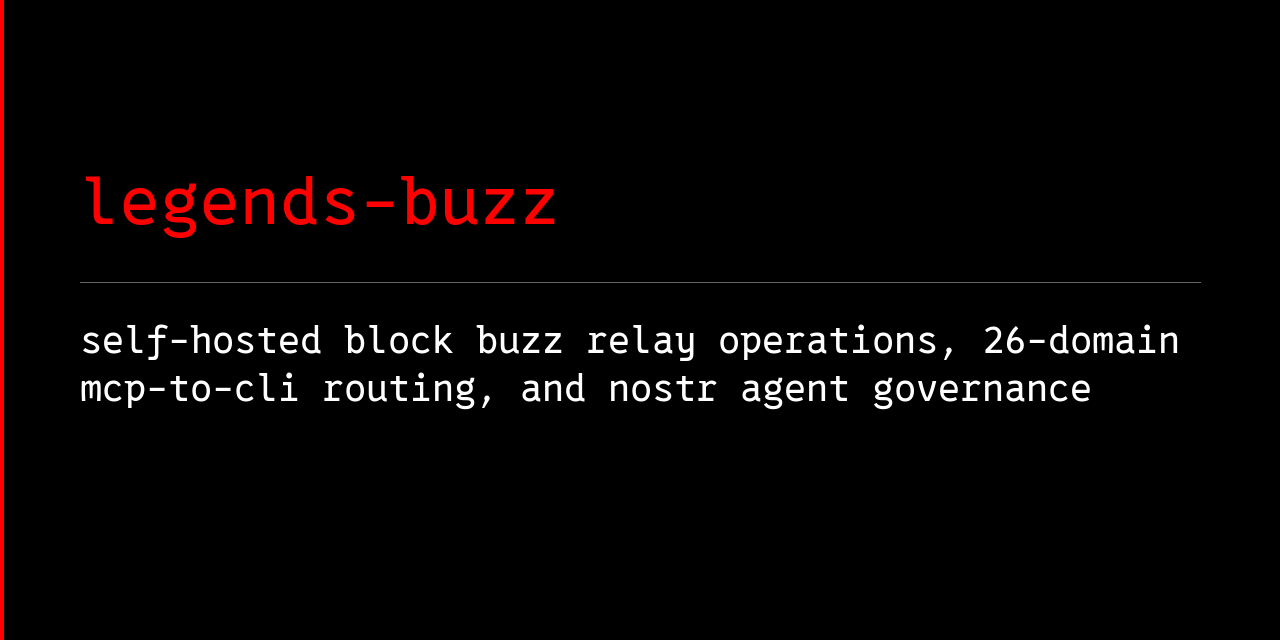 legends-buzz
self-hosted block buzz relay operations, 26-domain
mcp-to-cli routing, and nostr agent governance